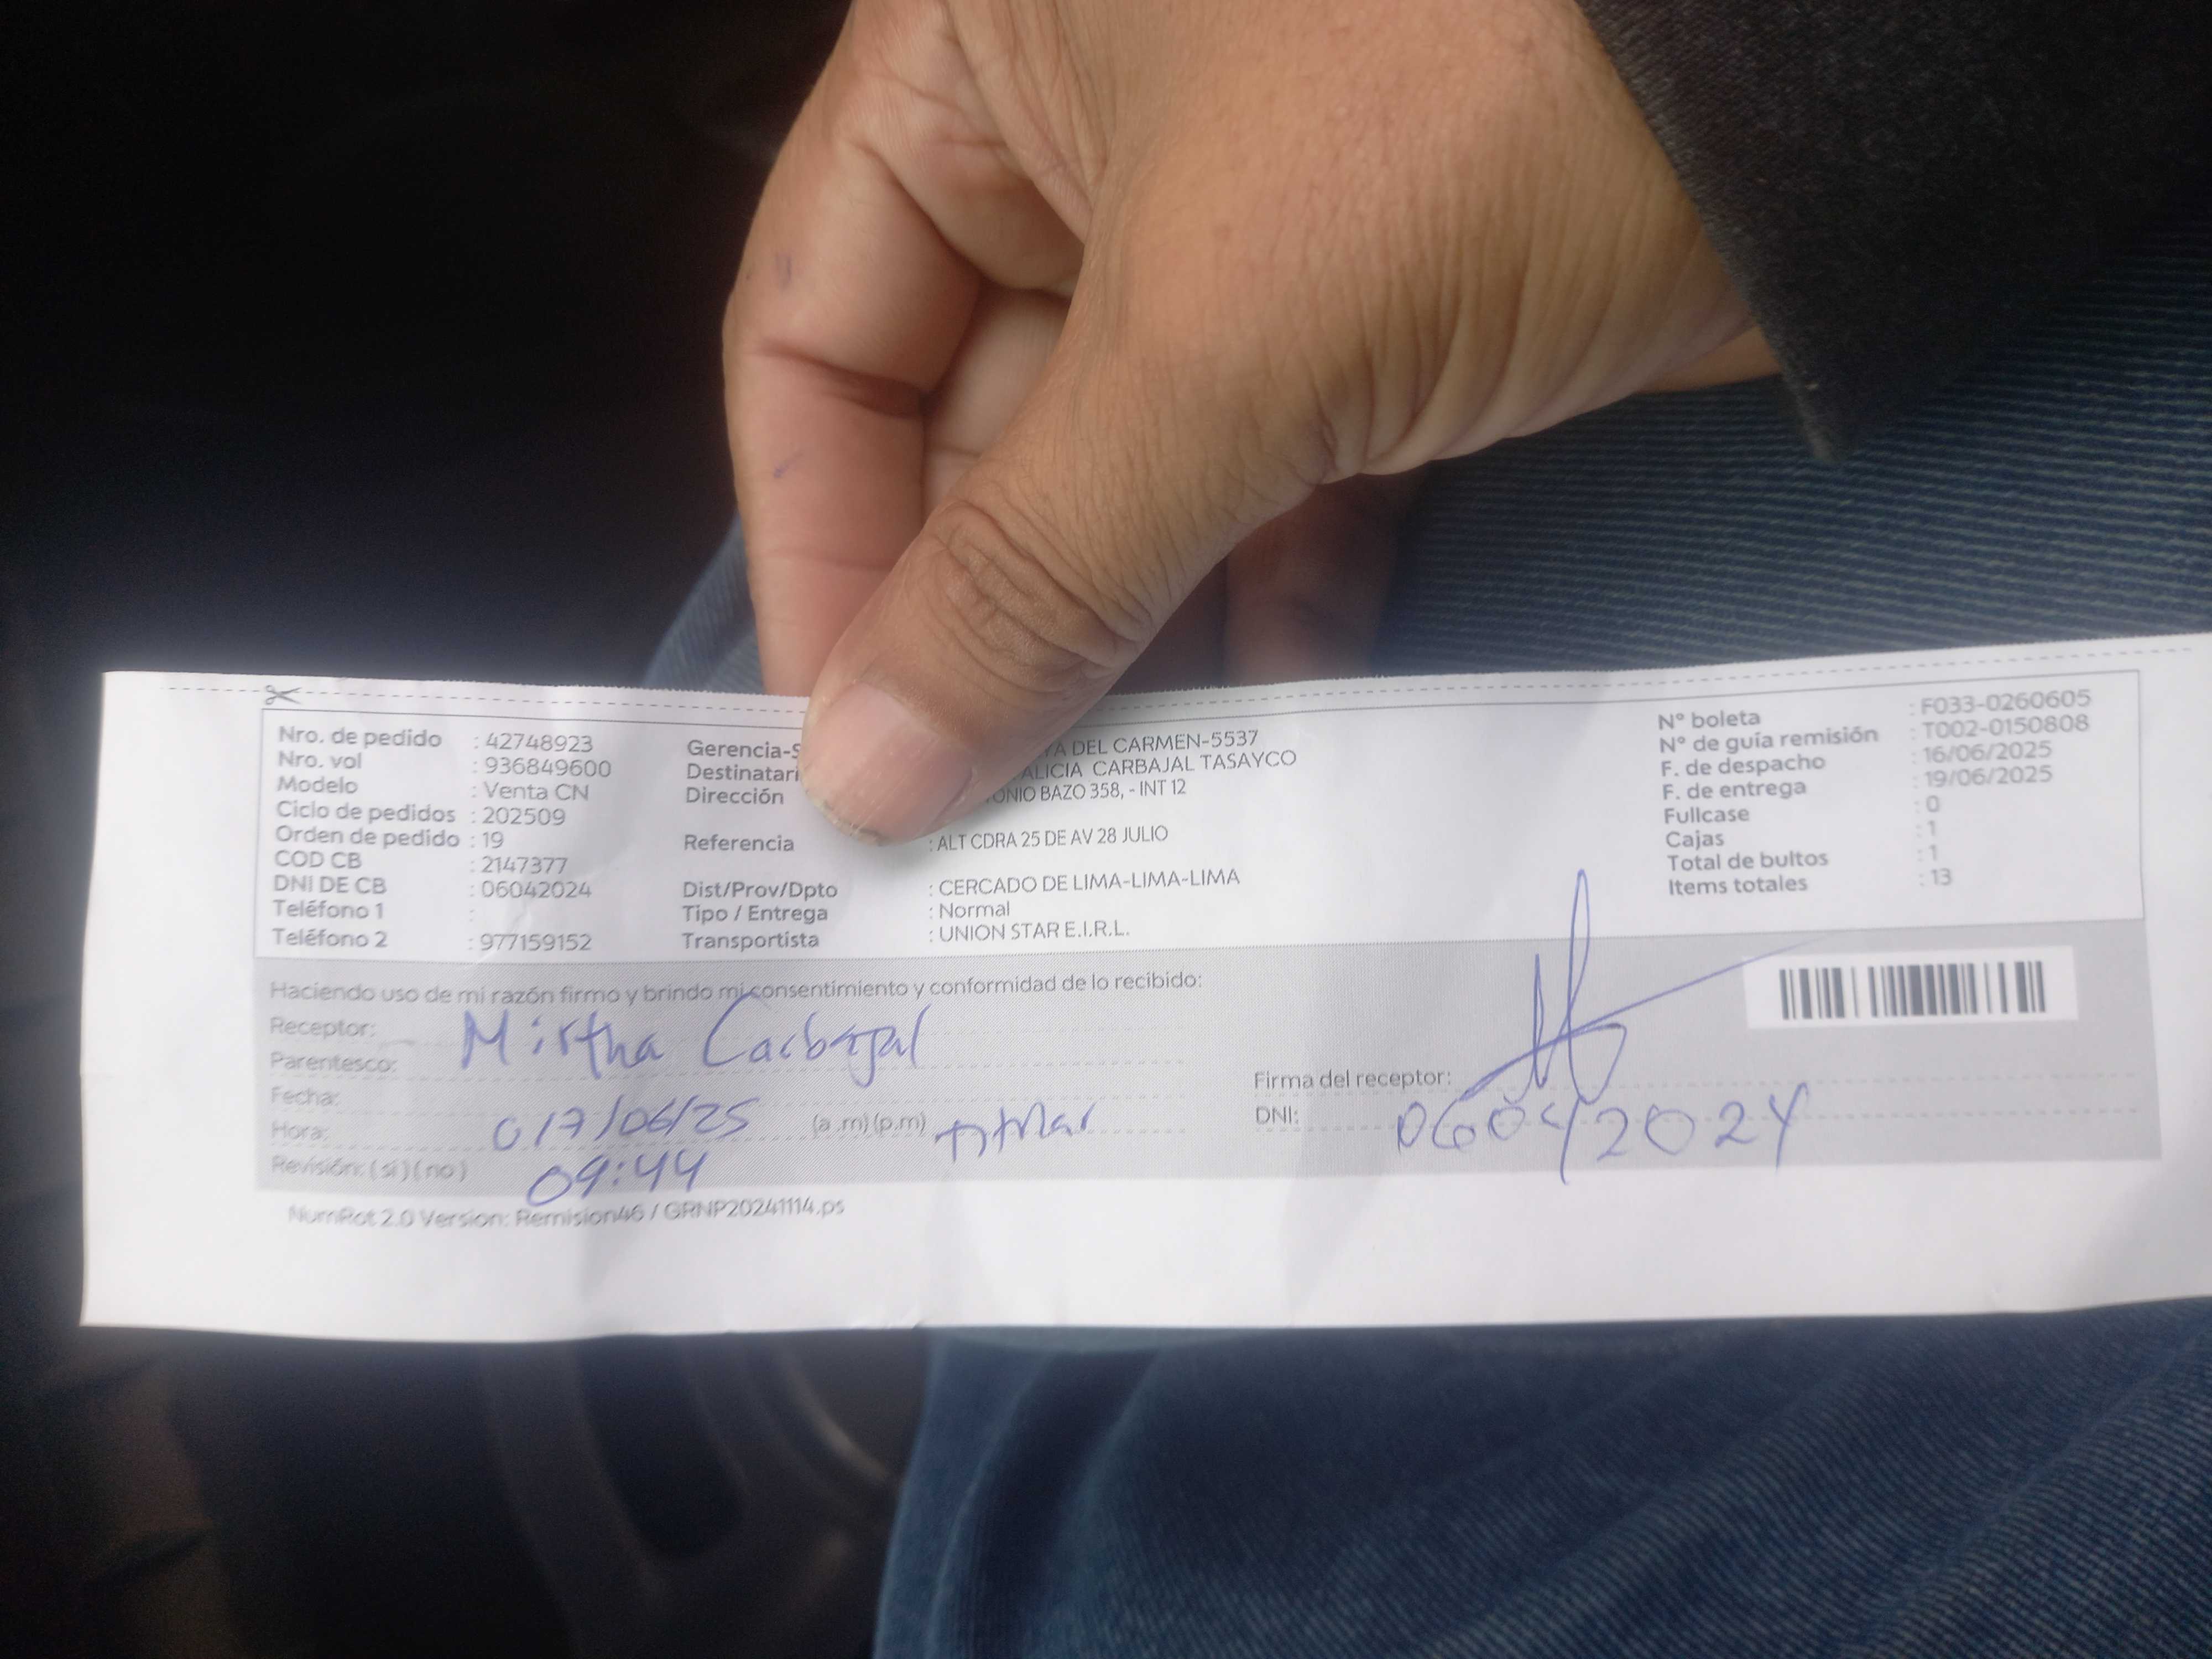 Nro. de pedido : 42748923
Nro. vol : 936849600
Modelo : Venta CN
Ciclo de pedidos : 202509
Orden de pedido : 19
COD CB : 2147377
DNI DE CB : 06042024
Teléfono 1 :
Teléfono 2 : 977159152
Gerencia-S YA DEL CARMEN-5537
Destinatari ALICIA CARBAJAL TASAYCO
Dirección ONIO BAZO 358, - INT 12
Referencia : ALT CDRA 25 DE AV 28 JULIO
Dist/Prov/Dpto : CERCADO DE LIMA-LIMA-LIMA
Tipo / Entrega : Normal
Transportista : UNION STAR E.I.R.L.
N° boleta : F033-0260605
N° de guía remisión : T002-0150808
F. de despacho : 16/06/2025
F. de entrega : 19/06/2025
Fullcase : 0
Cajas : 1
Total de bultos : 1
Items totales : 13
Haciendo uso de mi razón firmo y brindo mi consentimiento y conformidad de lo recibido:
Receptor: Mirtha Carbajal
Parentesco:
Fecha: 017/06/25
Hora: 09:44 (a .m) (p.m) titular
Revisión: ( si ) ( no )
Firma del receptor:
DNI: 06042024
NumRot 2.0 Version: Remision46 / GRNP20241114.ps